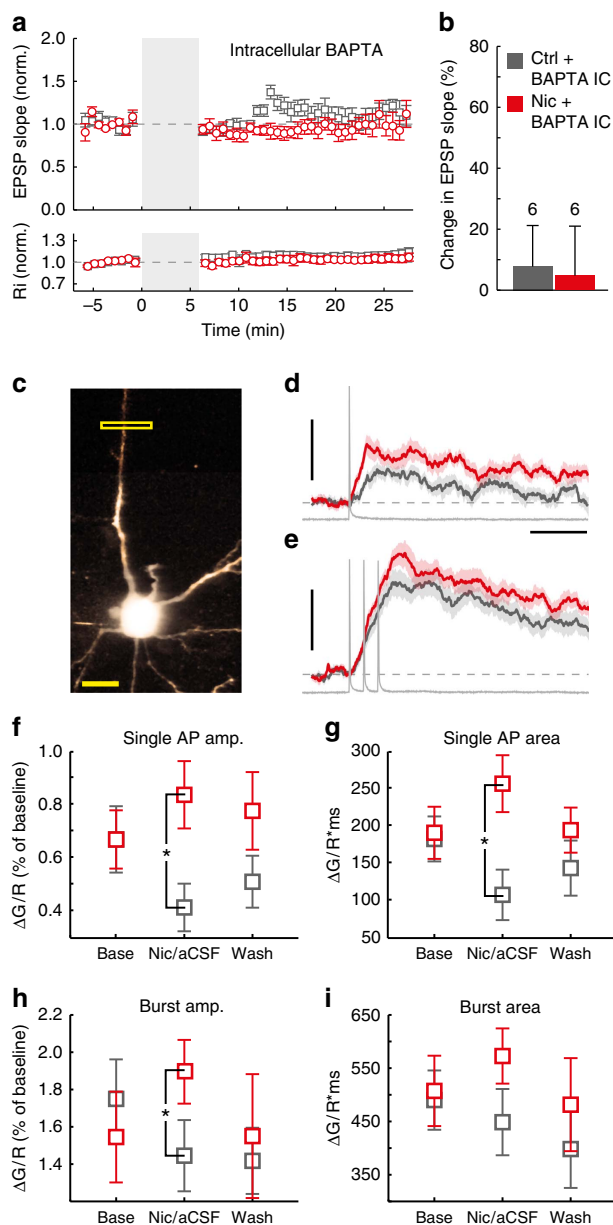 a
Intracellular BAPTA
EPSP slope (norm.)
2.0
1.5
1.0
0.5
0.0
Ri (norm.)
1.3
1.0
0.7
–5 0 5 10 15 20 25
Time (min)
b
Change in EPSP slope (%)
80
60
40
20
0
Ctrl +
BAPTA IC
Nic +
BAPTA IC
6 6
c
d
e
f
Single AP amp.
ΔG/R (% of baseline)
1.0
0.8
0.6
0.4
Base Nic/aCSF Wash
*
g
Single AP area
ΔG/R*ms
300
250
200
150
100
50
Base Nic/aCSF Wash
*
h
Burst amp.
ΔG/R (% of baseline)
2.2
2.0
1.8
1.6
1.4
Base Nic/aCSF Wash
*
i
Burst area
ΔG/R*ms
650
550
450
350
Base Nic/aCSF Wash